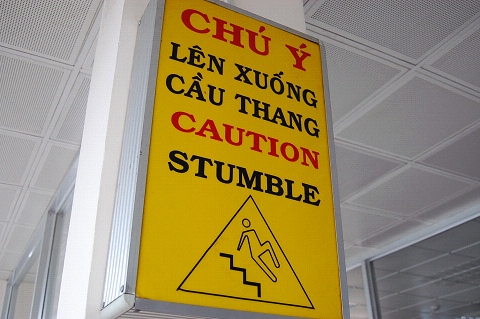 CHÚ Ý
LÊN XUỐNG
CẦU THANG
CAUTION
STUMBLE